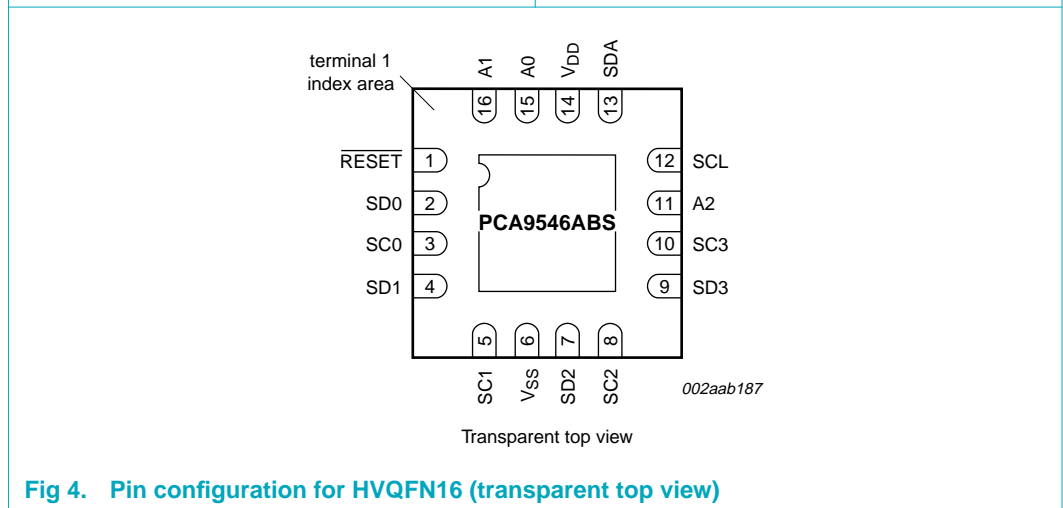 terminal 1
index area
A1
A0
VDD
SDA
16
15
14
13
RESET 1
12 SCL
SD0 2
11 A2
PCA9546ABS
SC0 3
10 SC3
SD1 4
9 SD3
5
6
7
8
SC1
VSS
SD2
SC2
002aab187
Transparent top view
Fig 4. Pin configuration for HVQFN16 (transparent top view)